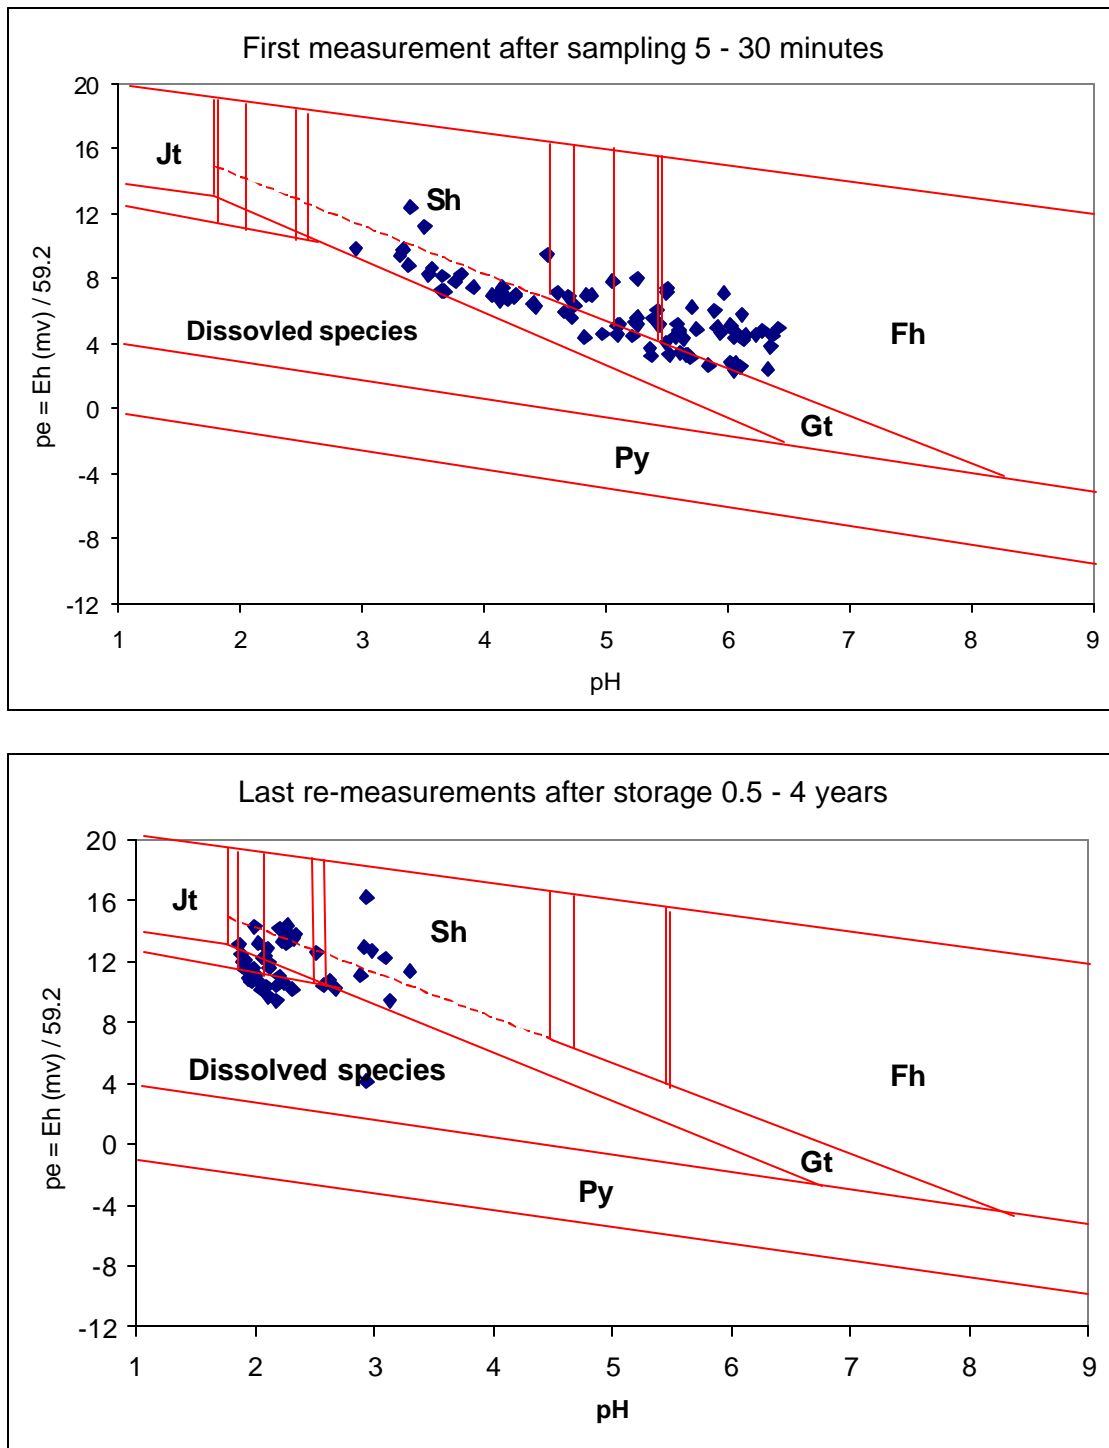 First measurement after sampling 5 - 30 minutes
20
16
12
8
4
0
-4
-8
-12
pe = Eh (mv) / 59.2
Jt
Sh
Dissovled species
Fh
Gt
Py
1 2 3 4 5 6 7 8 9
pH
Last re-measurements after storage 0.5 - 4 years
20
16
12
8
4
0
-4
-8
-12
pe = Eh (mv) / 59.2
Jt
Sh
Dissolved species
Fh
Gt
Py
1 2 3 4 5 6 7 8 9
pH